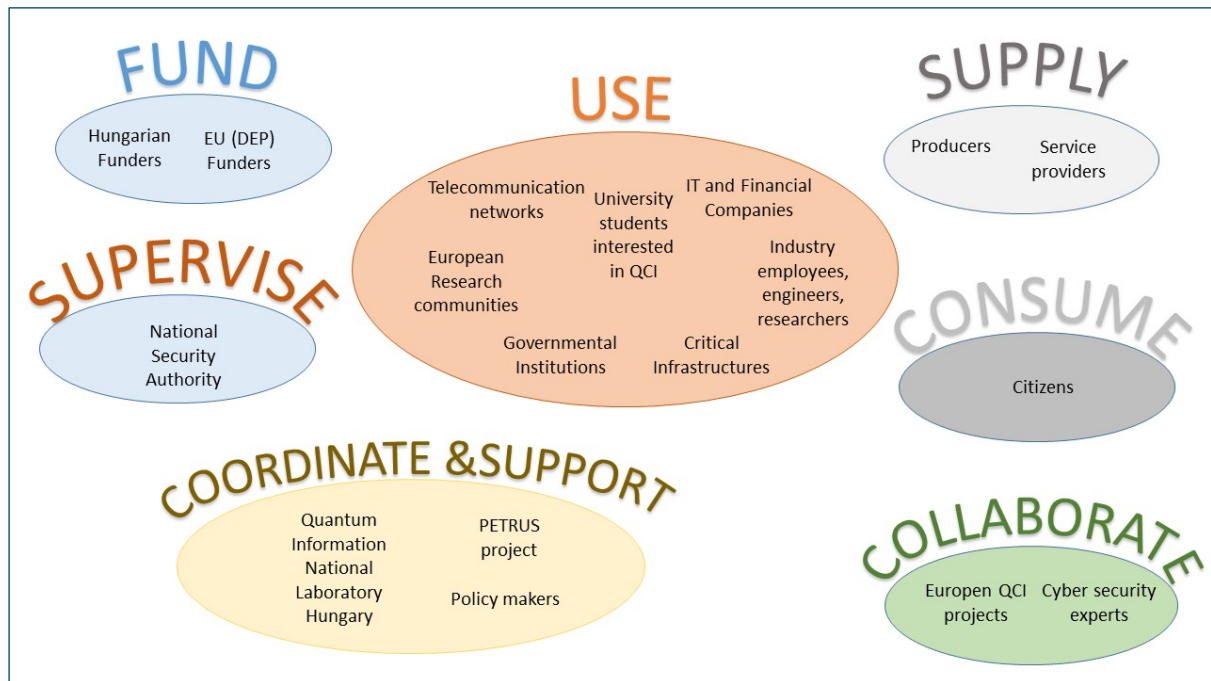 FUND
Hungarian
Funders
EU (DEP)
Funders
SUPERVISE
National
Security
Authority
USE
Telecommunication
networks
University
students
interested
in QCI
IT and Financial
Companies
European
Research
communities
Industry
employees,
engineers,
researchers
Governmental
Institutions
Critical
Infrastructures
SUPPLY
Producers
Service
providers
CONSUME
Citizens
COORDINATE &SUPPORT
Quantum
Information
National
Laboratory
Hungary
PETRUS
project
Policy makers
COLLABORATE
Europen QCI
projects
Cyber security
experts